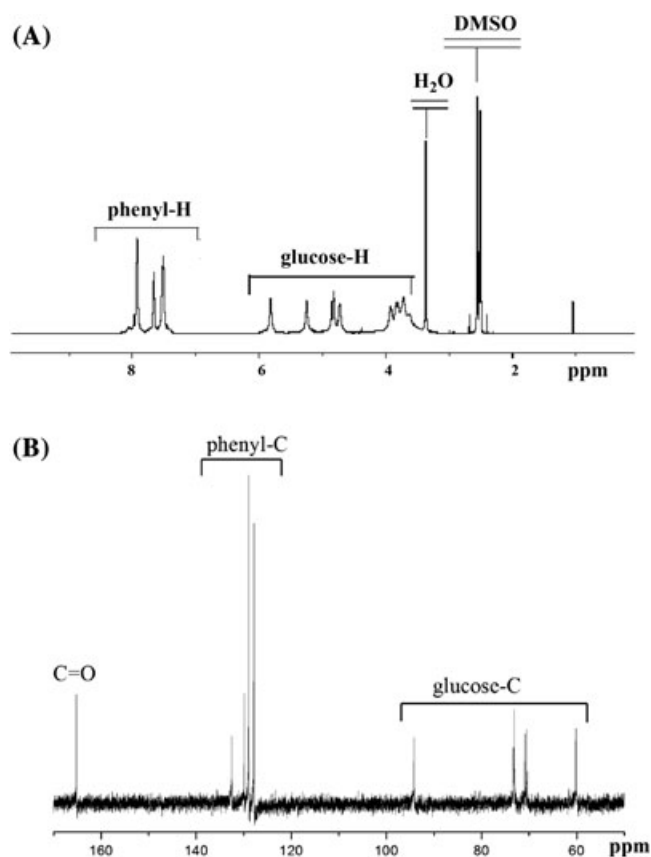 (A)
DMSO
H₂O
phenyl-H
glucose-H
8 6 4 2 ppm
(B)
phenyl-C
C=O
glucose-C
160 140 120 100 80 60 ppm